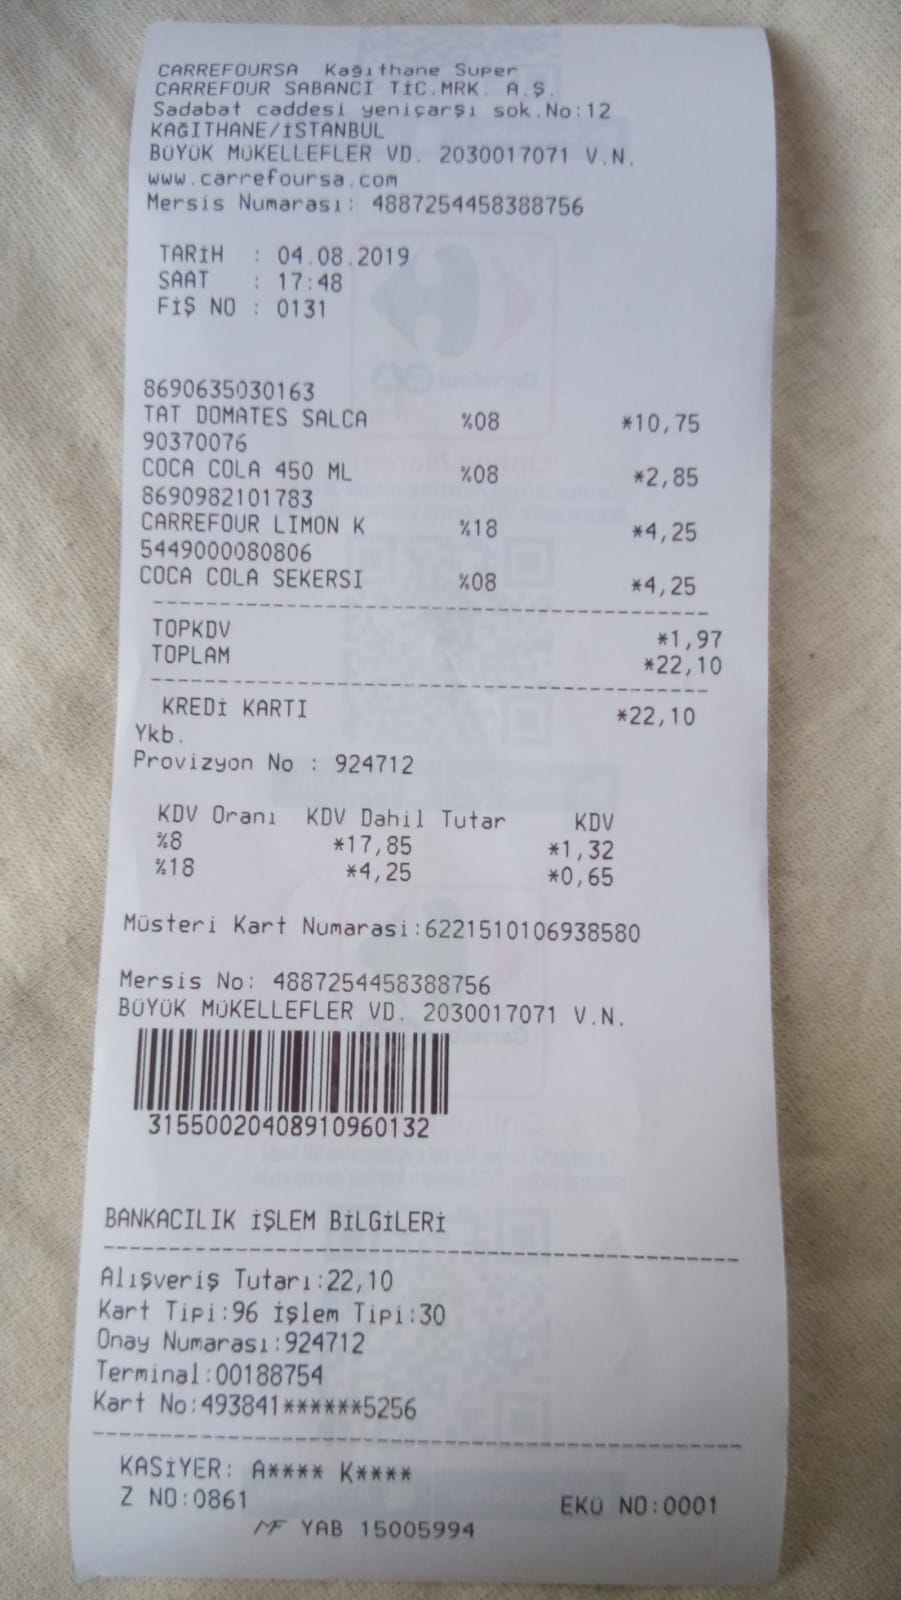 CARREFOURSA Kağıthane Super
CARREFOUR SABANCI TİC.MRK. A.Ş.
Sadabat caddesi yeniçarşı sok.No:12
KAĞITHANE/İSTANBUL
BÜYÜK MÜKELLEFLER VD. 2030017071 V.N.
www.carrefoursa.com
Mersis Numarası: 4887254458388756
TARİH : 04.08.2019
SAAT : 17:48
FİŞ NO : 0131
8690635030163
TAT DOMATES SALCA %08 *10,75
90370076
COCA COLA 450 ML %08 *2,85
8690982101783
CARREFOUR LIMON K %18 *4,25
5449000080806
COCA COLA SEKERSI %08 *4,25
TOPKDV *1,97
TOPLAM *22,10
KREDİ KARTI *22,10
Ykb.
Provizyon No : 924712
KDV Oranı KDV Dahil Tutar KDV
%8 *17,85 *1,32
%18 *4,25 *0,65
Müsteri Kart Numarasi:6221510106938580
Mersis No: 4887254458388756
BÜYÜK MÜKELLEFLER VD. 2030017071 V.N.
31550020408910960132
BANKACILIK İŞLEM BİLGİLERİ
Alışveriş Tutarı:22,10
Kart Tipi:96 İşlem Tipi:30
Onay Numarası:924712
Terminal:00188754
Kart No:493841******5256
KASİYER: A**** K****
Z NO:0861 EKÜ NO:0001
MF YAB 15005994